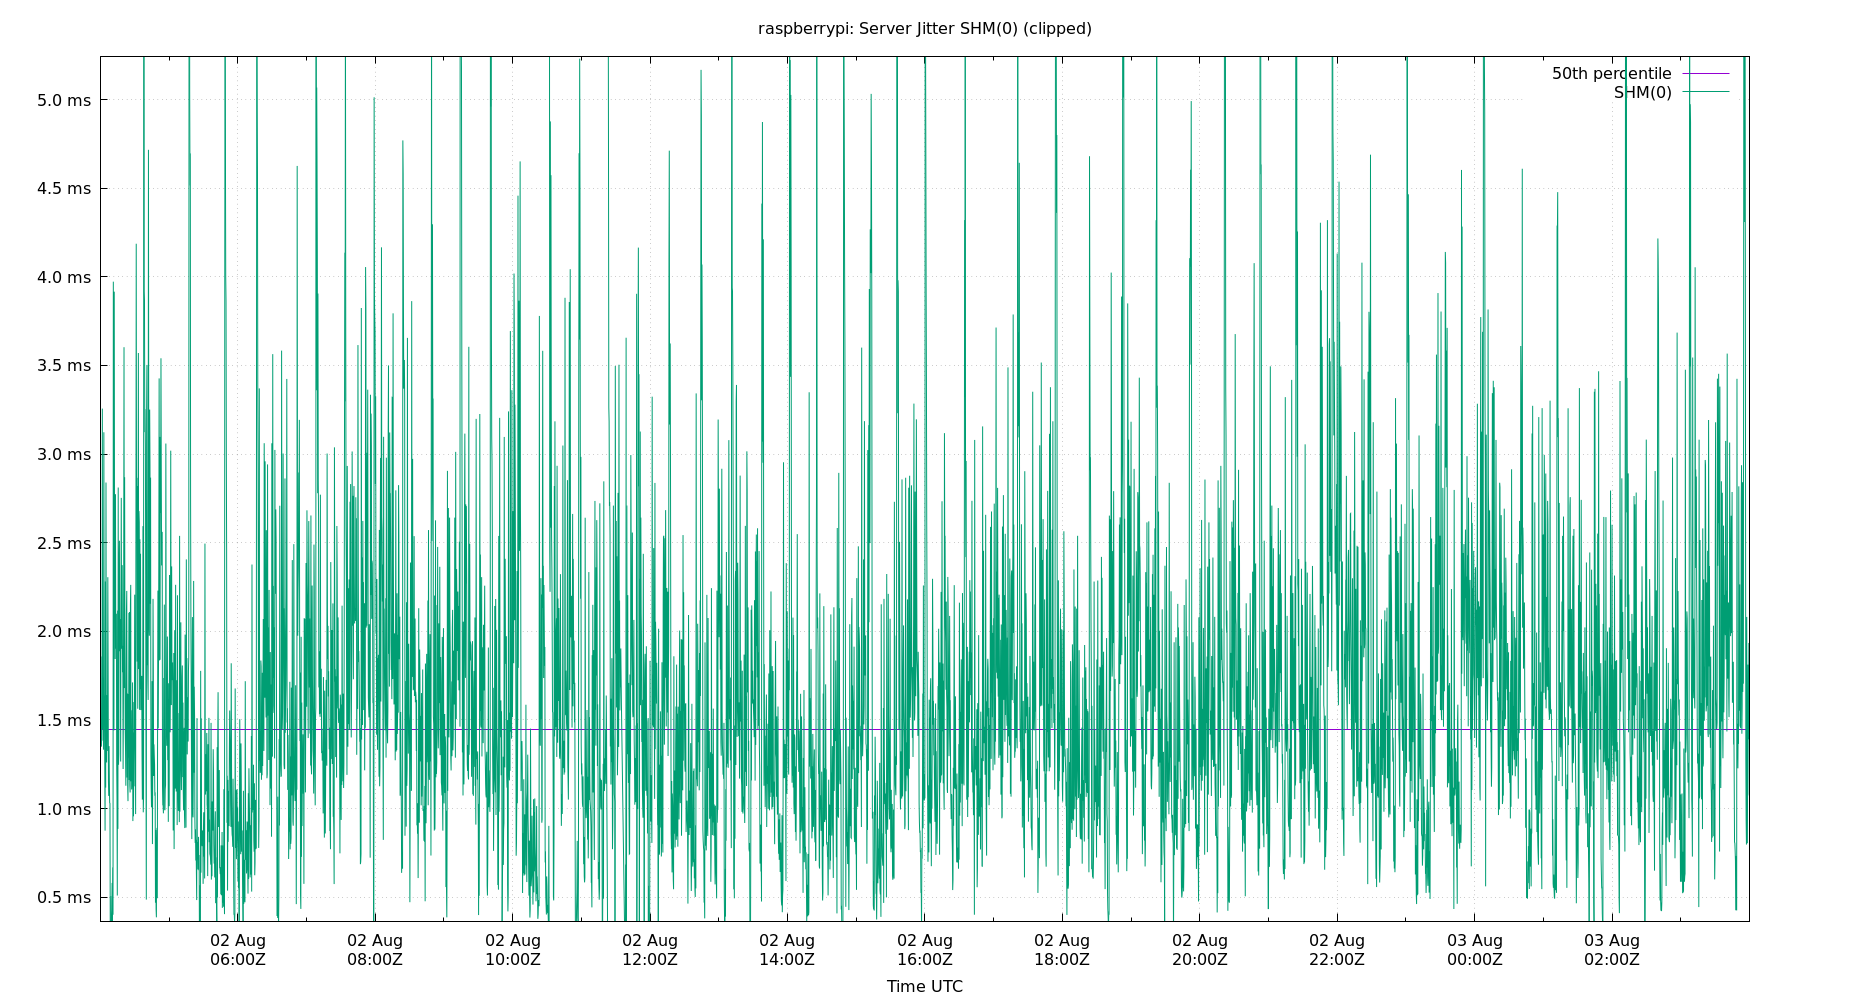 raspberrypi: Server Jitter SHM(0) (clipped)
50th percentile
SHM(0)
5.0 ms
4.5 ms
4.0 ms
3.5 ms
3.0 ms
2.5 ms
2.0 ms
1.5 ms
1.0 ms
0.5 ms
02 Aug 02 Aug 02 Aug 02 Aug 02 Aug 02 Aug 02 Aug 02 Aug 02 Aug 03 Aug 03 Aug
06:00Z 08:00Z 10:00Z 12:00Z 14:00Z 16:00Z 18:00Z 20:00Z 22:00Z 00:00Z 02:00Z
Time UTC